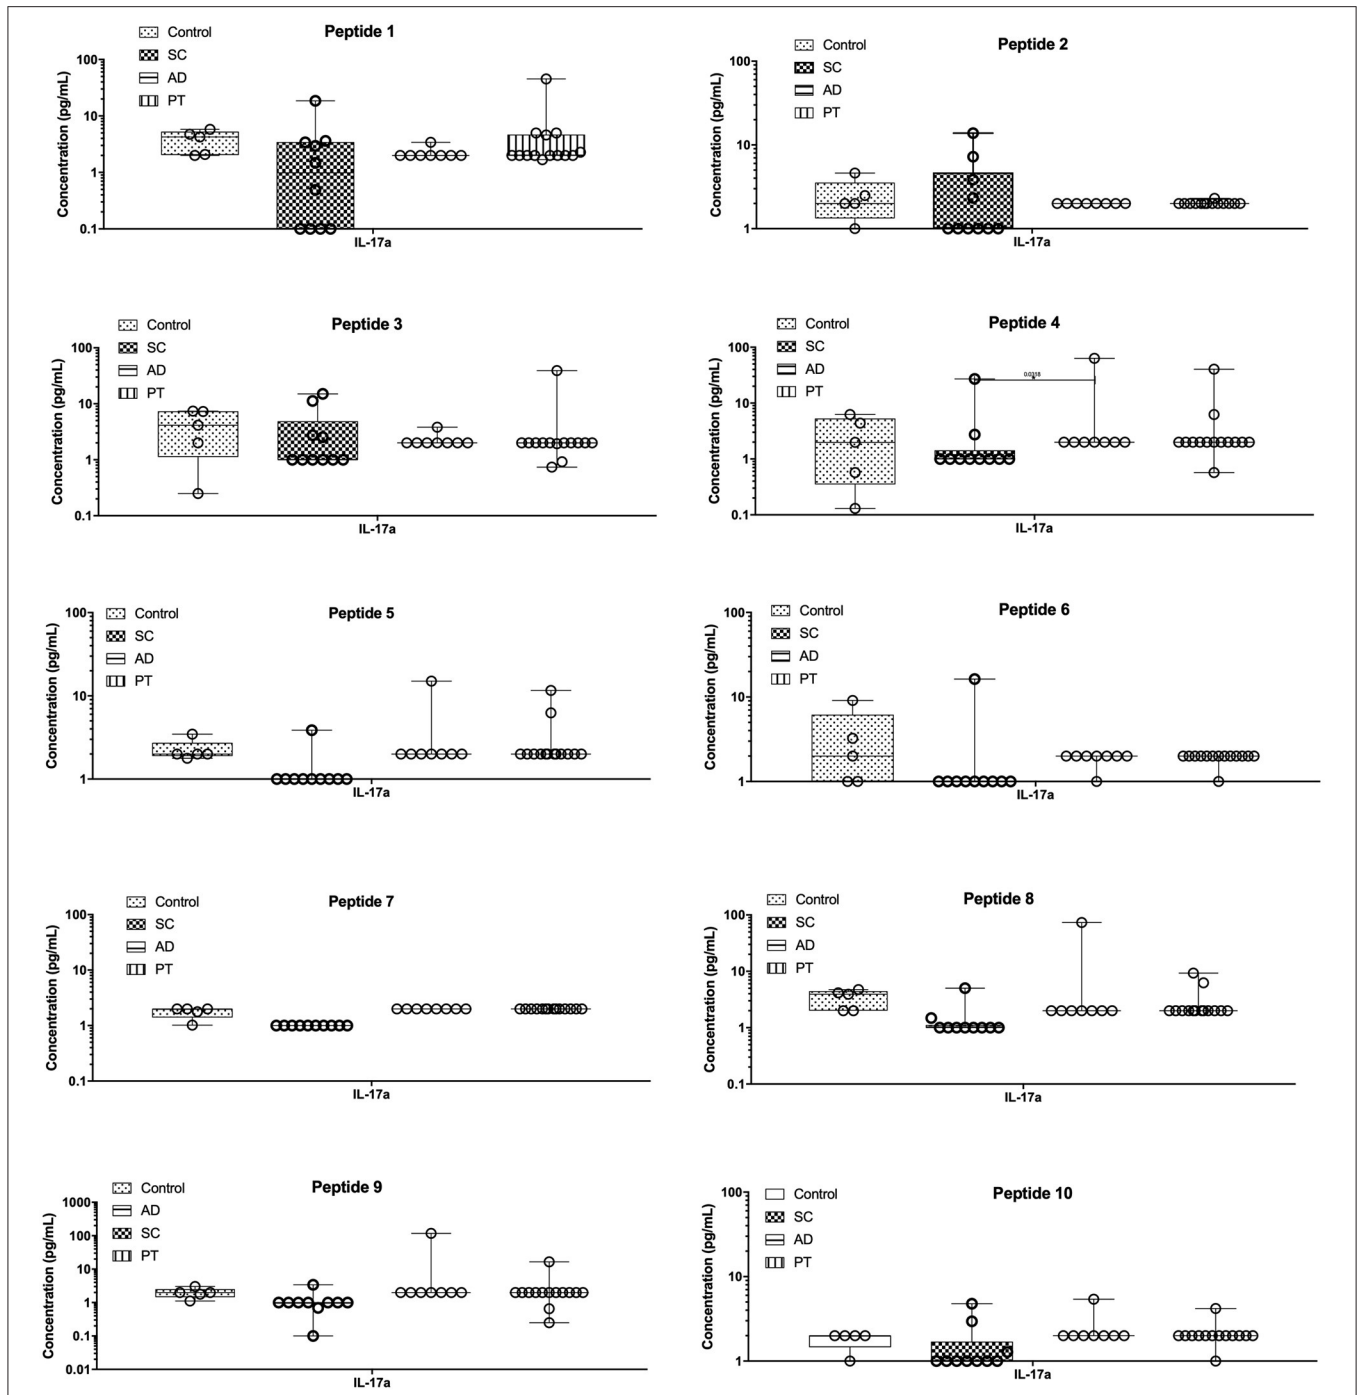 Peptide 1
Control
SC
AD
PT
Concentration (pg/mL)
100
10
1
0.1
IL-17a
Peptide 2
Control
SC
AD
PT
Concentration (pg/mL)
100
10
1
IL-17a
Peptide 3
Control
SC
AD
PT
Concentration (pg/mL)
100
10
1
0.1
IL-17a
Peptide 4
Control
SC
AD
PT
Concentration (pg/mL)
100
10
1
0.1
0.0318
*
IL-17a
Peptide 5
Control
SC
AD
PT
Concentration (pg/mL)
100
10
1
IL-17a
Peptide 6
Control
SC
AD
PT
Concentration (pg/mL)
100
10
1
IL-17a
Peptide 7
Control
SC
AD
PT
Concentration (pg/mL)
100
10
1
0.1
IL-17a
Peptide 8
Control
SC
AD
PT
Concentration (pg/mL)
100
10
1
0.1
IL-17a
Peptide 9
Control
AD
SC
PT
Concentration (pg/mL)
1000
100
10
1
0.1
0.01
IL-17a
Peptide 10
Control
SC
AD
PT
Concentration (pg/mL)
100
10
1
IL-17a